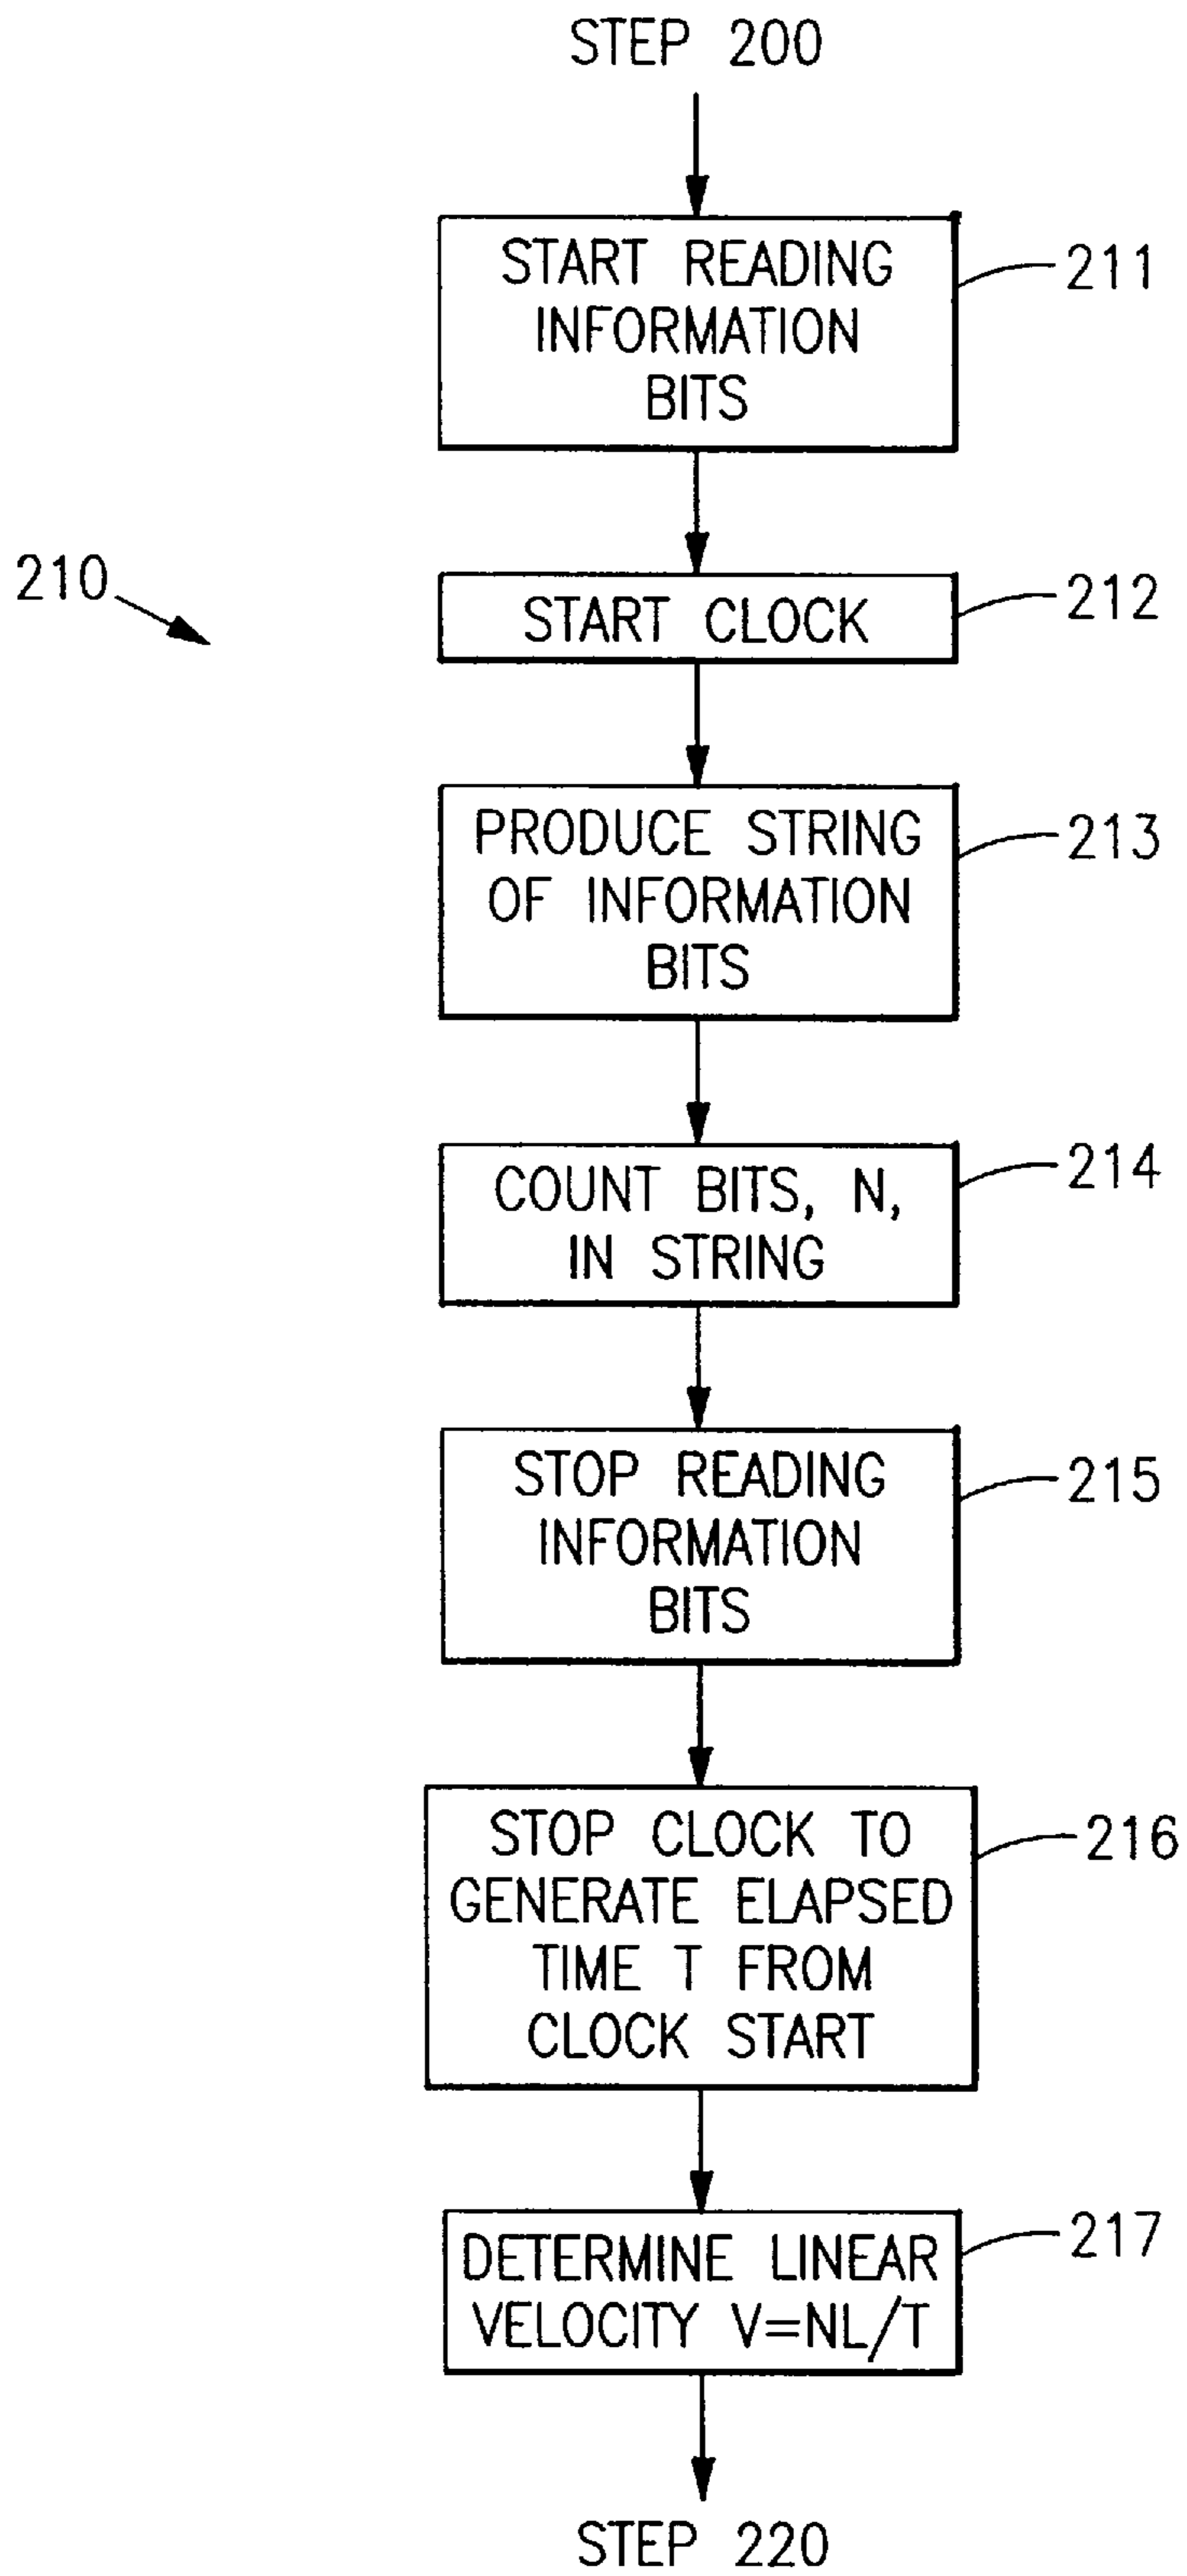 STEP 200
START READING
INFORMATION
BITS
211
210
START CLOCK
212
PRODUCE STRING
OF INFORMATION
BITS
213
COUNT BITS, N,
IN STRING
214
STOP READING
INFORMATION
BITS
215
STOP CLOCK TO
GENERATE ELAPSED
TIME T FROM
CLOCK START
216
DETERMINE LINEAR
VELOCITY V=NL/T
217
STEP 220